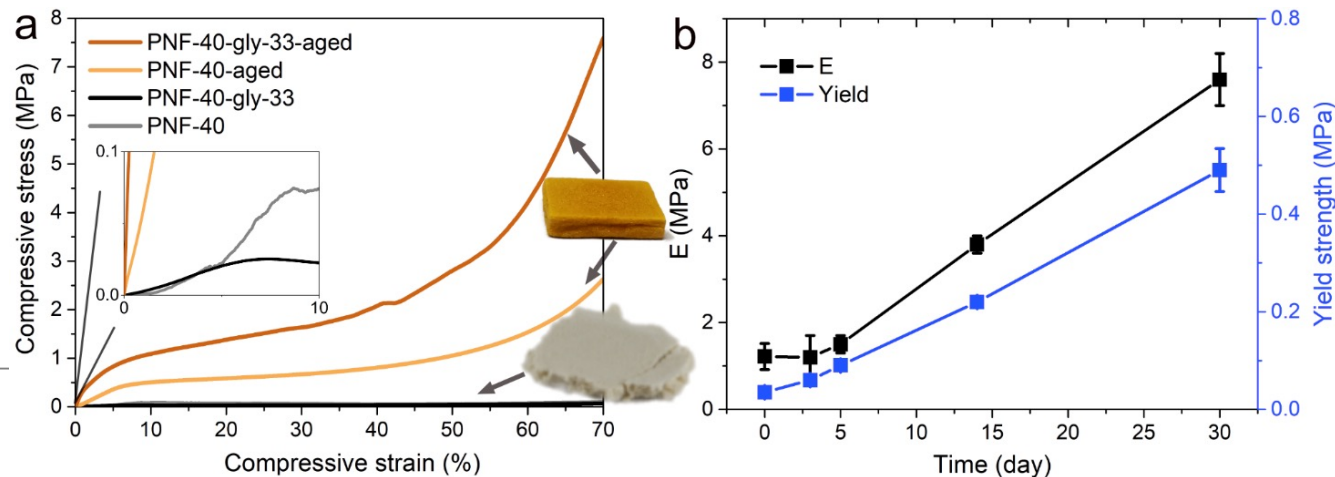 a
8
7
6
5
4
3
2
1
0
Compressive stress (MPa)
PNF-40-gly-33-aged
PNF-40-aged
PNF-40-gly-33
PNF-40
0.1
0.0
0
10
0
10
20
30
40
50
60
70
Compressive strain (%)
b
8
6
4
2
0
E (MPa)
E
Yield
0.8
0.6
0.4
0.2
0.0
Yield strength (MPa)
0
5
10
15
20
25
30
Time (day)